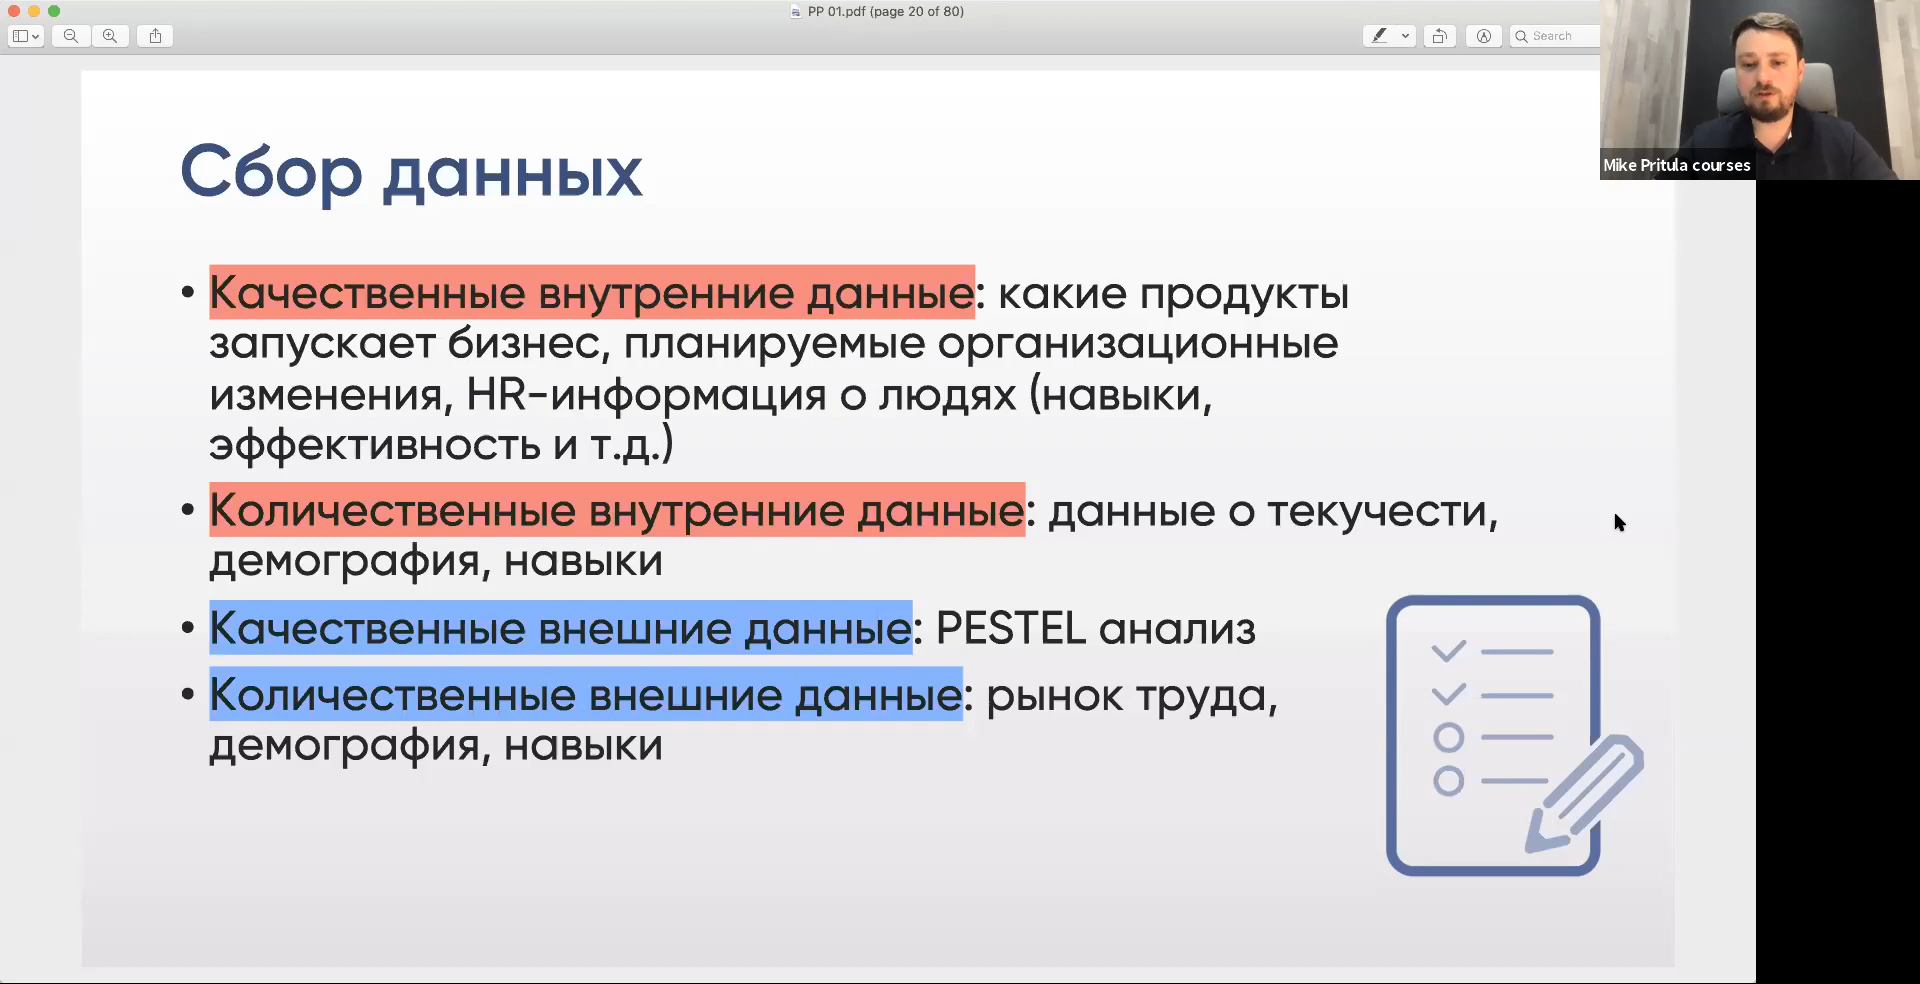 PP 01.pdf (page 20 of 80)
Search
Mike Pritula courses
Сбор данных
• Качественные внутренние данные: какие продукты
запускает бизнес, планируемые организационные
изменения, HR-информация о людях (навыки,
эффективность и т.д.)
• Количественные внутренние данные: данные о текучести,
демография, навыки
• Качественные внешние данные: PESTEL анализ
• Количественные внешние данные: рынок труда,
демография, навыки